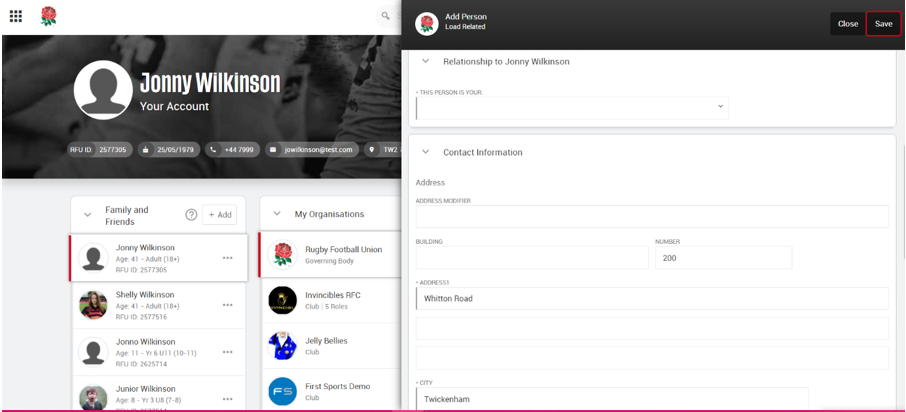 Add Person
Load Related
Close
Save
Jonny Wilkinson
Your Account
RFU ID: 2577305
25/05/1979
+44 7999
jowilkinson@test.com
TW2
Family and
Friends
+ Add
Jonny Wilkinson
Age: 41 - Adult (18+)
RFU ID: 2577305
Shelly Wilkinson
Age: 41 - Adult (18+)
RFU ID: 2577516
Jonno Wilkinson
Age: 11 - Yr 6 U11 (10-11)
RFU ID: 2625714
Junior Wilkinson
Age: 8 - Yr 3 U8 (7-8)
My Organisations
Rugby Football Union
Governing Body
Invincibles RFC
Club | 5 Roles
Jelly Bellies
Club
FS
First Sports Demo
Club
Relationship to Jonny Wilkinson
* THIS PERSON IS YOUR:
Contact Information
Address
ADDRESS MODIFIER
BUILDING
NUMBER
200
* ADDRESS1
Whitton Road
* CITY
Twickenham